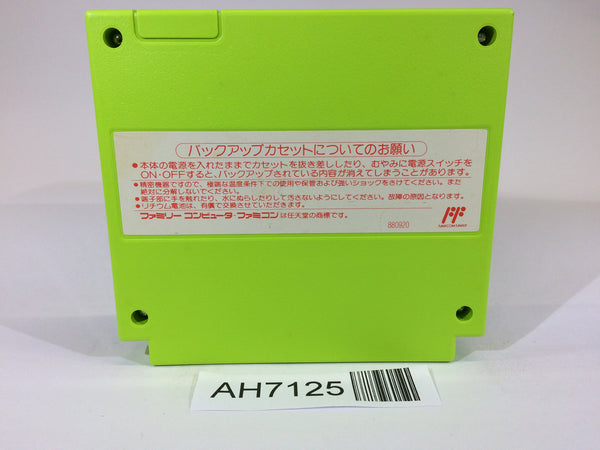 バックアップカセットについてのお願い
●本体の電源を入れたままでカセットを抜き差ししたり、むやみに電源スイッチを
ON・OFFすると、バックアップされている内容が消えてしまうことがあります。
●精密機器ですので、極端な温度条件下での使用や保管および強いショックをさけてください。また
絶対に分解しないでください。
●端子部に手を触れたり、水にぬらしたりして汚さないようにしてください。故障の原因となります。
●リチウム電池は、有償で交換させていただきます。
ファミリーコンピュータ・ファミコンは任天堂の商標です。
880920
AH7125